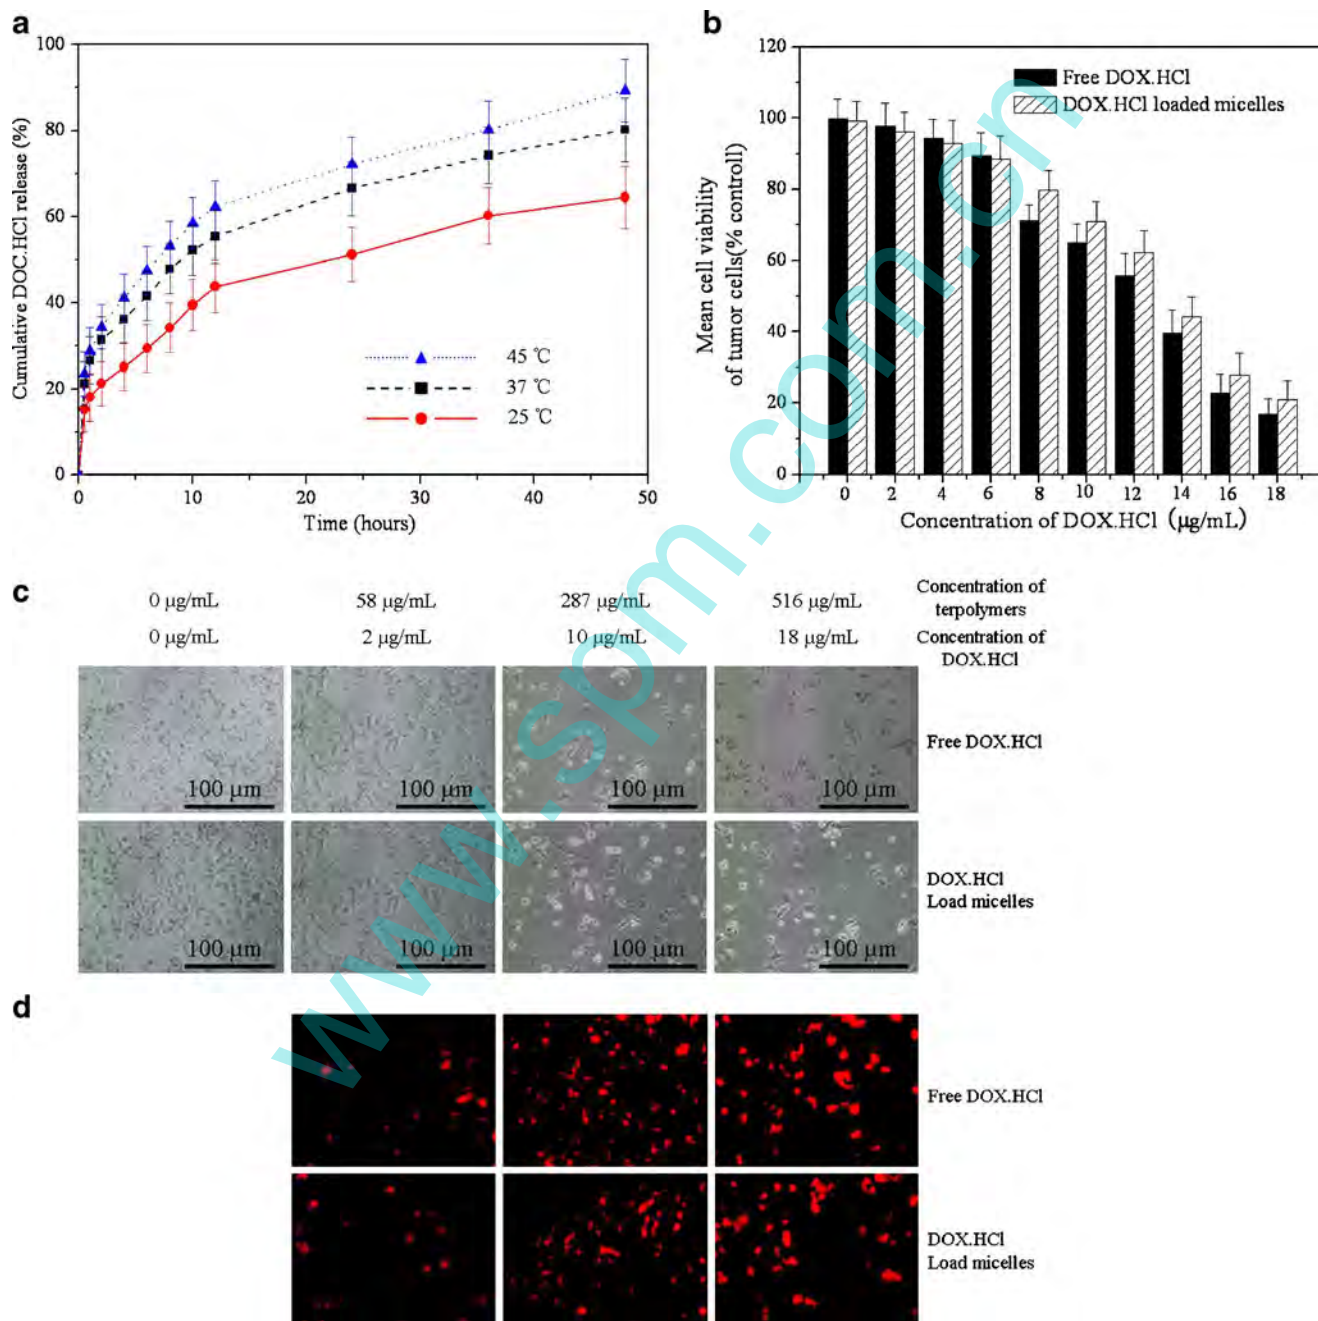 a
100
80
60
40
20
0
Cumulative DOC.HCl release (%)
0 10 20 30 40 50
Time (hours)
45 ℃
37 ℃
25 ℃
b
120
100
80
60
40
20
0
Mean cell viability
of tumor cells(% controll)
Free DOX.HCl
DOX.HCl loaded micelles
0 2 4 6 8 10 12 14 16 18
Concentration of DOX.HCl (μg/mL)
c
0 μg/mL 58 μg/mL 287 μg/mL 516 μg/mL Concentration of
terpolymers
0 μg/mL 2 μg/mL 10 μg/mL 18 μg/mL Concentration of
DOX.HCl
Free DOX.HCl
100 μm 100 μm 100 μm 100 μm
DOX.HCl
Load micelles
100 μm 100 μm 100 μm 100 μm
d
Free DOX.HCl
DOX.HCl
Load micelles
www.spm.com.cn